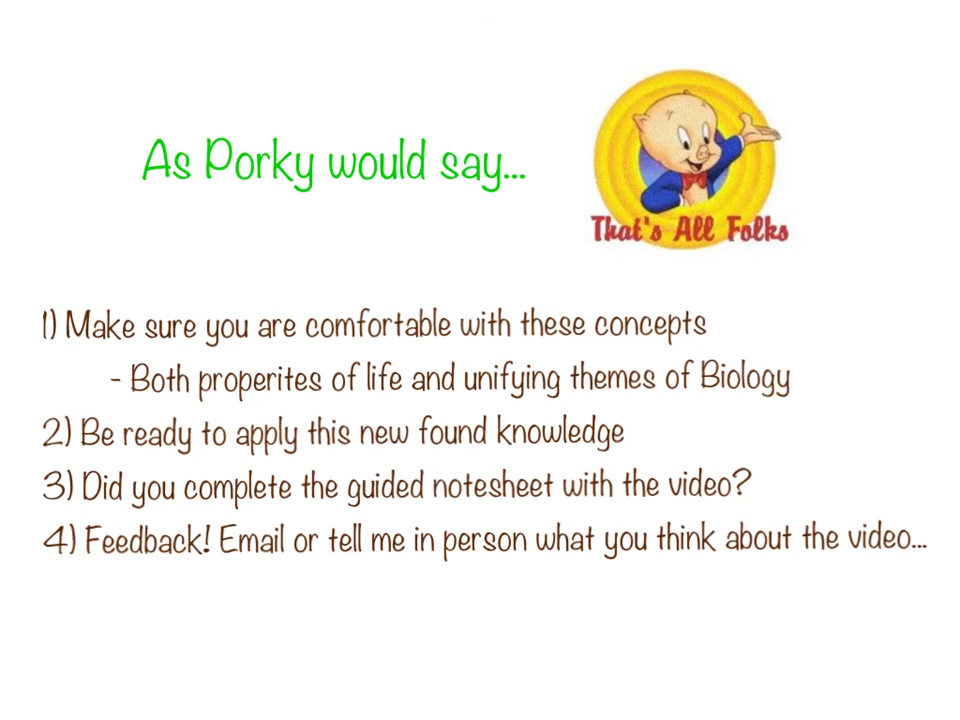 As Porky would say...
That's All Folks
1) Make sure you are comfortable with these concepts
- Both properites of life and unifying themes of Biology
2) Be ready to apply this new found knowledge
3) Did you complete the guided notesheet with the video?
4) Feedback! Email or tell me in person what you think about the video...